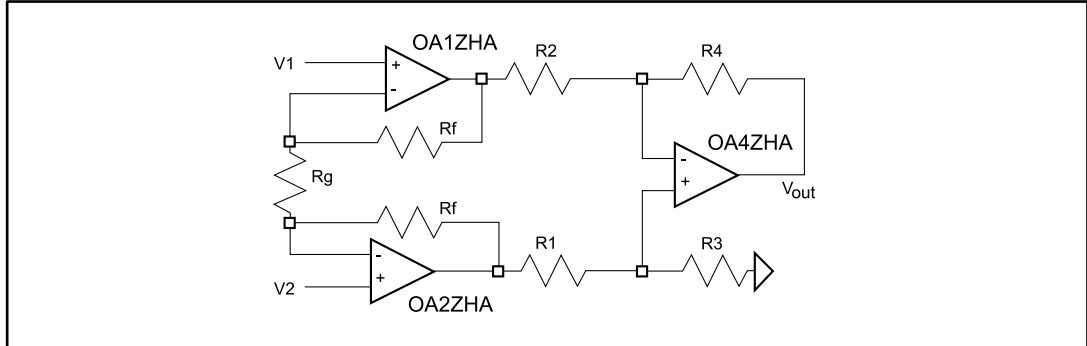 OA1ZHA
R2
R4
V1
+
-
Rf
OA4ZHA
-
+
Rg
Vout
Rf
R1
R3
-
+
V2
OA2ZHA